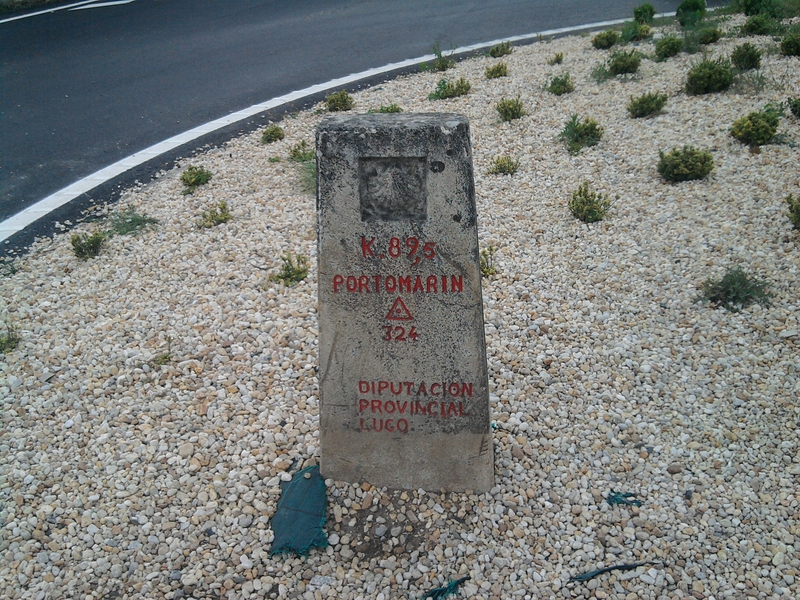 K. 89,5
PORTOMARIN
324
DIPUTACION
PROVINCIAL
LUGO